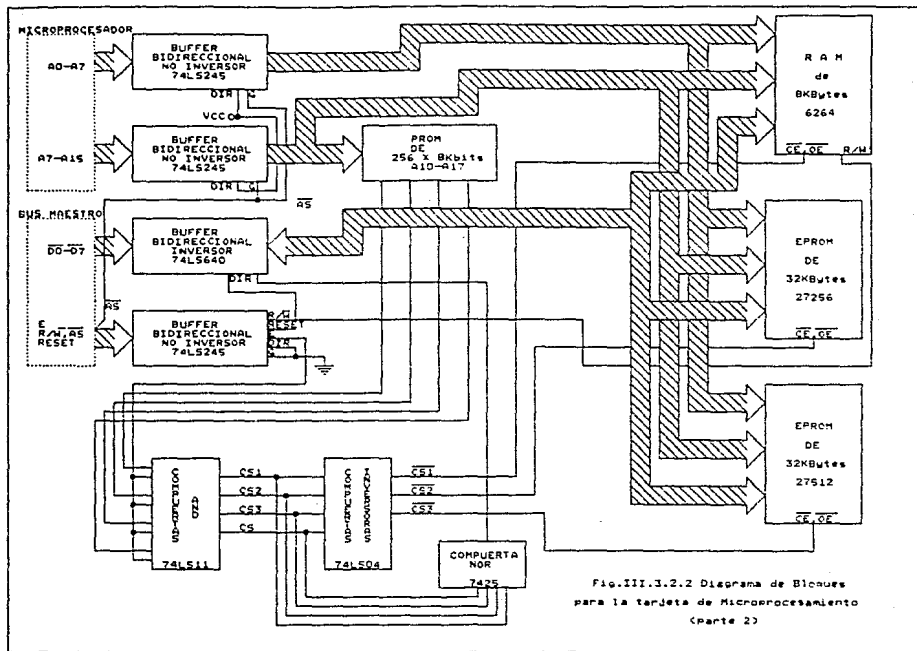 MICROPROCESADOR
A0-A7
BUFFER
BIDIRECCIONAL
NO INVERSOR
74LS245
DIR G
VCC
A7-A15
BUFFER
BIDIRECCIONAL
NO INVERSOR
74LS245
DIR G
PROM
DE
256 X 8Kbits
A10-A17
AS
BUS MAESTRO
D0-D7
BUFFER
BIDIRECCIONAL
INVERSOR
74LS640
DIR
AS
E
R/W, AS
RESET
BUFFER
BIDIRECCIONAL
NO INVERSOR
74LS245
R/W
RESET
E
DIR
G
R A M
de
8KBytes
6264
CE,OE R/W
EPROM
DE
32KBytes
27256
CE,OE
EPROM
DE
32KBytes
27512
CE,OE
COMPUERTAS
AND
74LS11
CS1
CS2
CS3
CS
COMPUERTAS
INVERSORAS
74LS04
CS1
CS2
CS3
COMPUERTA
NOR
7425
Fig.III.3.2.2 Diagrama de Bloques
para la tarjeta de Microprocesamiento
(parte 2)